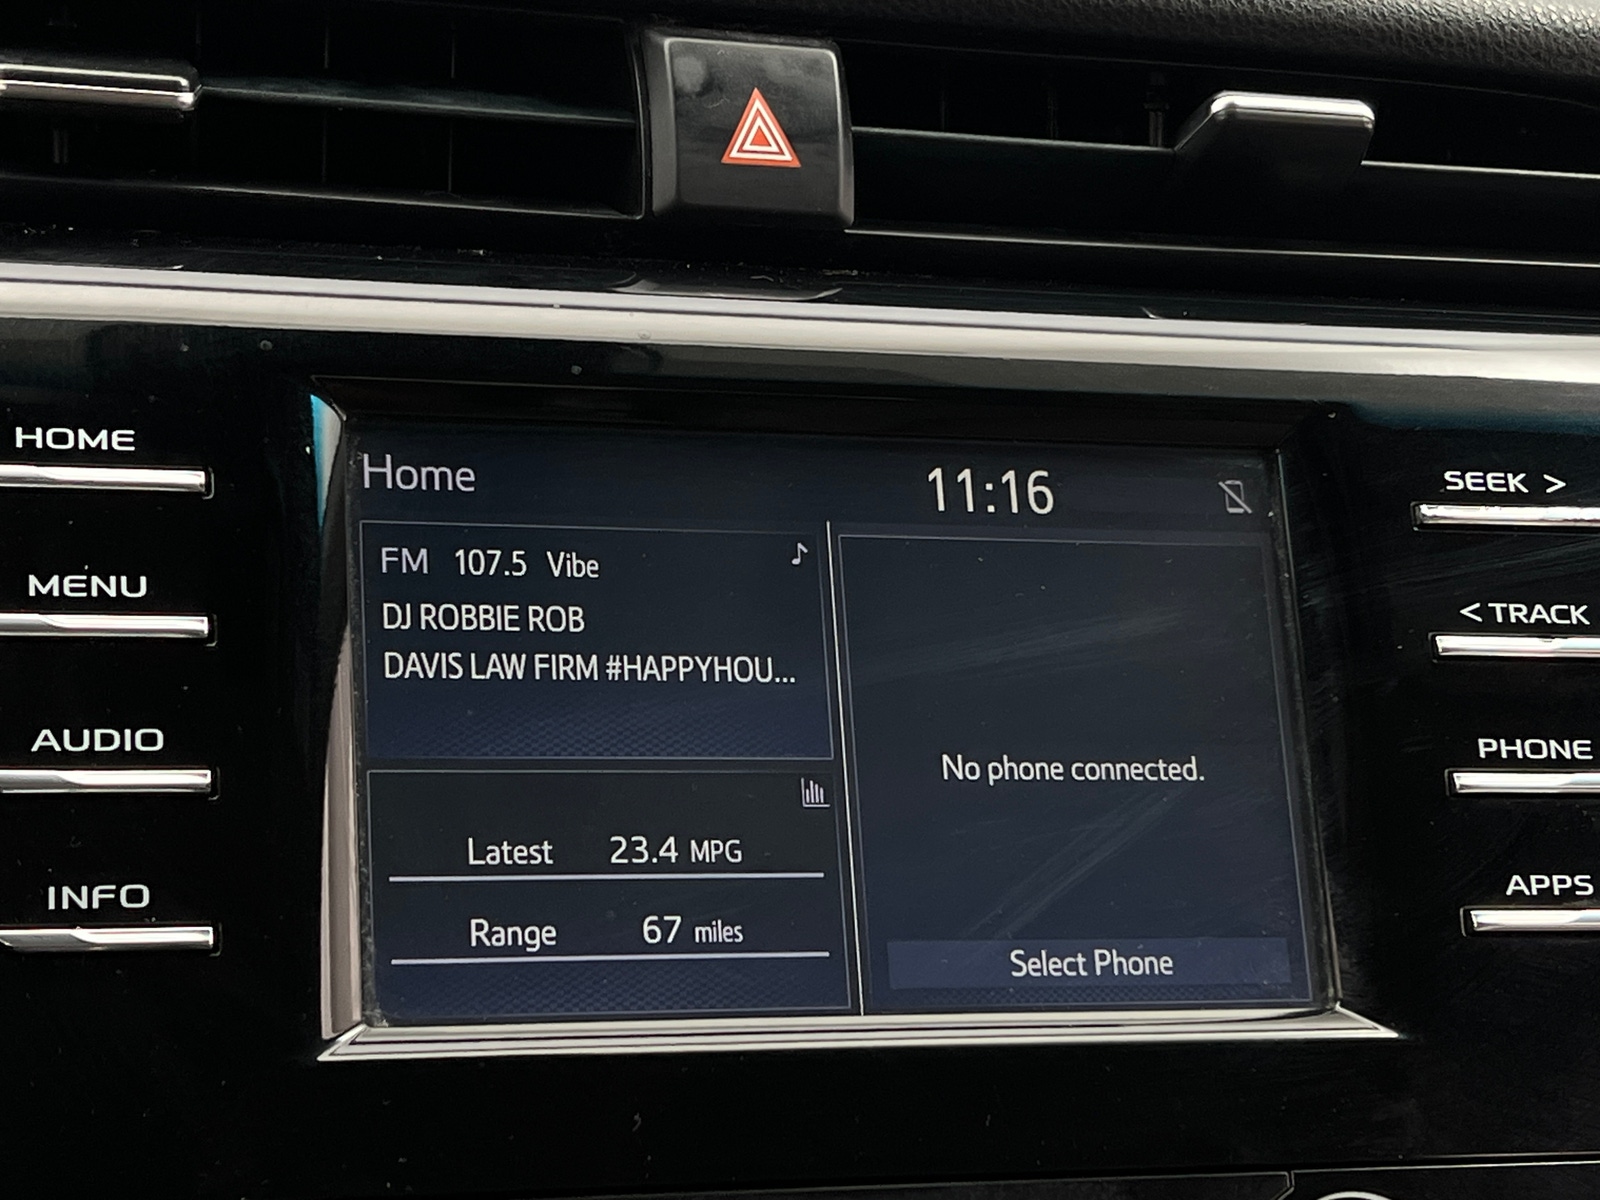 HOME
MENU
AUDIO
INFO
Home
11:16
FM 107.5 Vibe
DJ ROBBIE ROB
DAVIS LAW FIRM #HAPPYHOU...
Latest 23.4 MPG
Range 67 miles
No phone connected.
Select Phone
SEEK >
< TRACK
PHONE
APPS